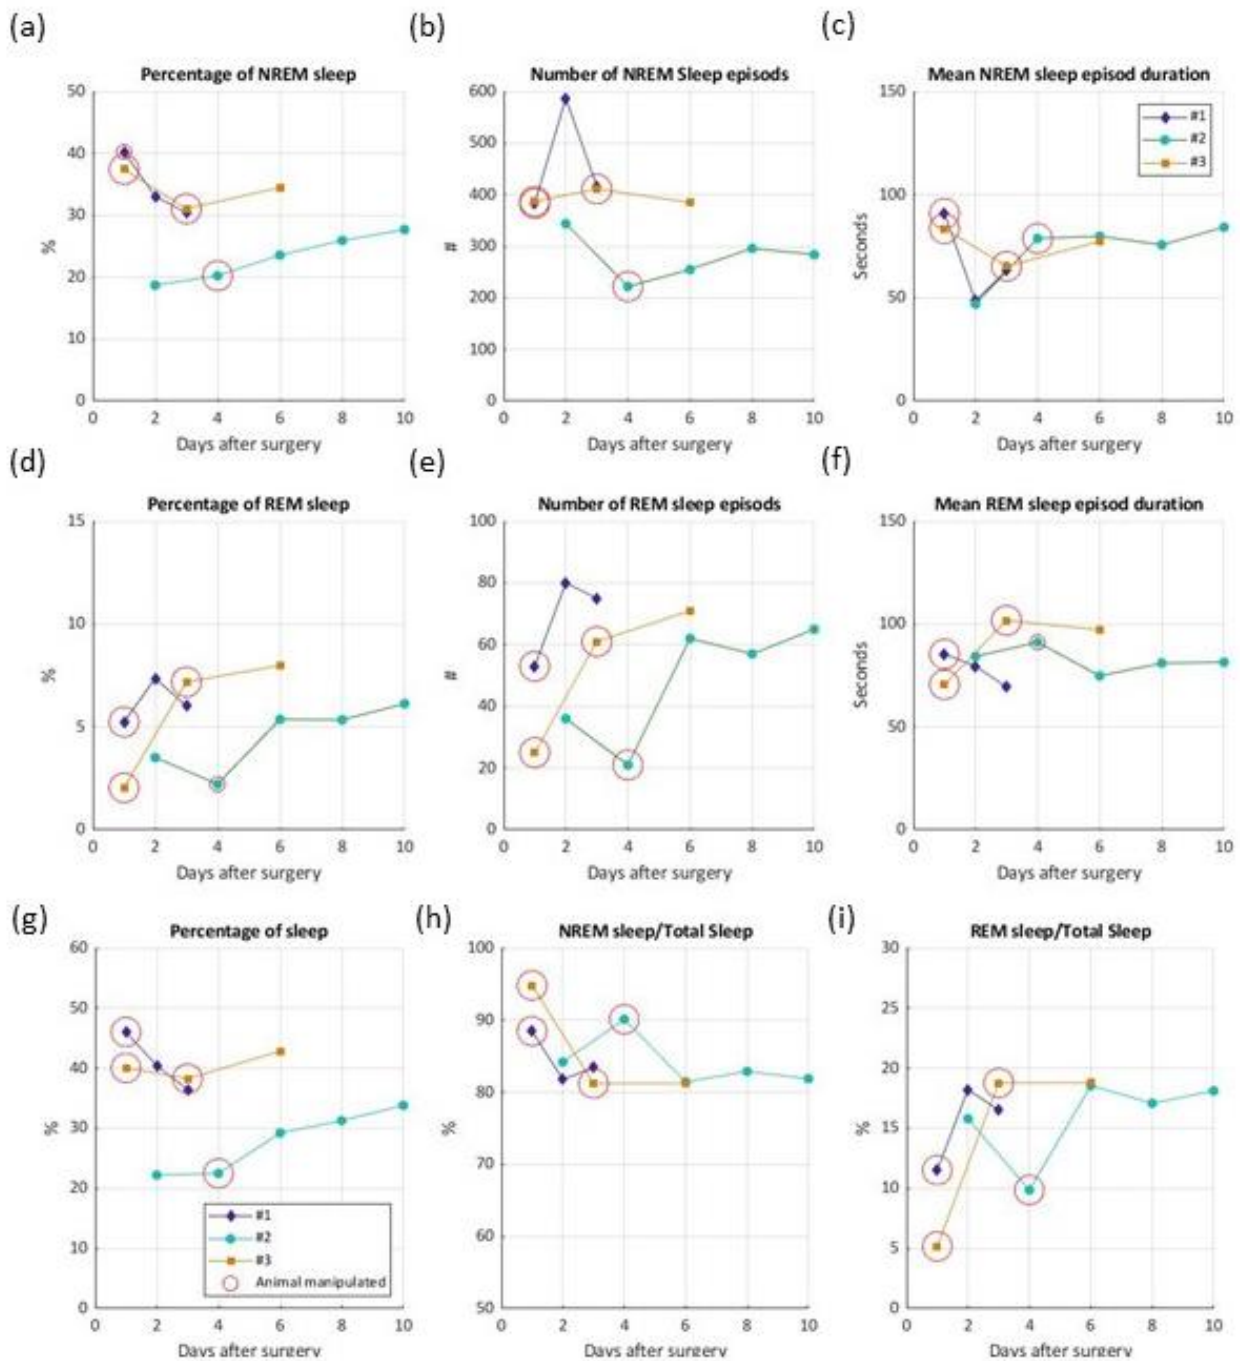 (a)
(b)
(c)
Percentage of NREM sleep
Number of NREM Sleep episods
Mean NREM sleep episod duration
50
40
30
20
10
0
%
0 2 4 6 8 10
Days after surgery
600
500
400
300
200
100
0
#
0 2 4 6 8 10
Days after surgery
150
100
50
0
Seconds
#1
#2
#3
0 2 4 6 8 10
Days after surgery
(d)
(e)
(f)
Percentage of REM sleep
Number of REM sleep episods
Mean REM sleep episod duration
15
10
5
0
%
0 2 4 6 8 10
Days after surgery
100
80
60
40
20
0
#
0 2 4 6 8 10
Days after surgery
150
100
50
0
Seconds
0 2 4 6 8 10
Days after surgery
(g)
(h)
(i)
Percentage of sleep
NREM sleep/Total Sleep
REM sleep/Total Sleep
60
50
40
30
20
10
0
%
#1
#2
#3
Animal manipulated
0 2 4 6 8 10
Days after surgery
100
90
80
70
60
50
%
0 2 4 6 8 10
Days after surgery
30
25
20
15
10
5
0
%
0 2 4 6 8 10
Days after surgery